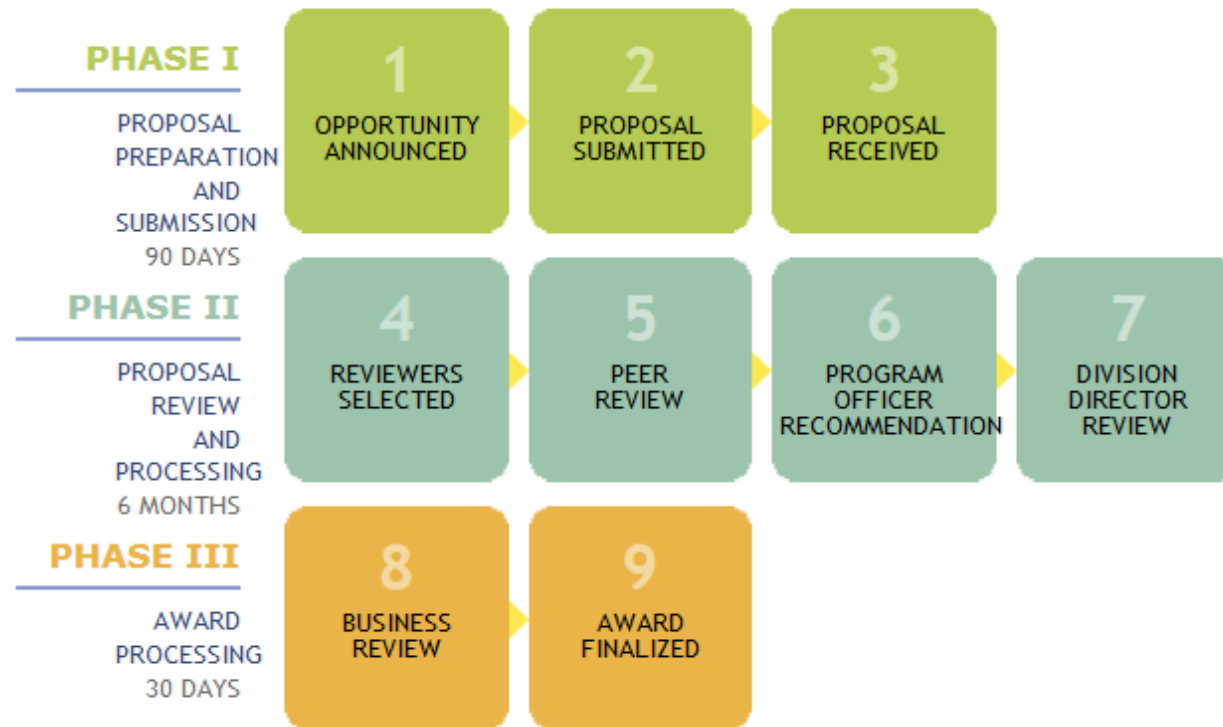 PHASE I
PROPOSAL
PREPARATION
AND
SUBMISSION
90 DAYS
1
OPPORTUNITY
ANNOUNCED
2
PROPOSAL
SUBMITTED
3
PROPOSAL
RECEIVED
PHASE II
PROPOSAL
REVIEW
AND
PROCESSING
6 MONTHS
4
REVIEWERS
SELECTED
5
PEER
REVIEW
6
PROGRAM
OFFICER
RECOMMENDATION
7
DIVISION
DIRECTOR
REVIEW
PHASE III
AWARD
PROCESSING
30 DAYS
8
BUSINESS
REVIEW
9
AWARD
FINALIZED